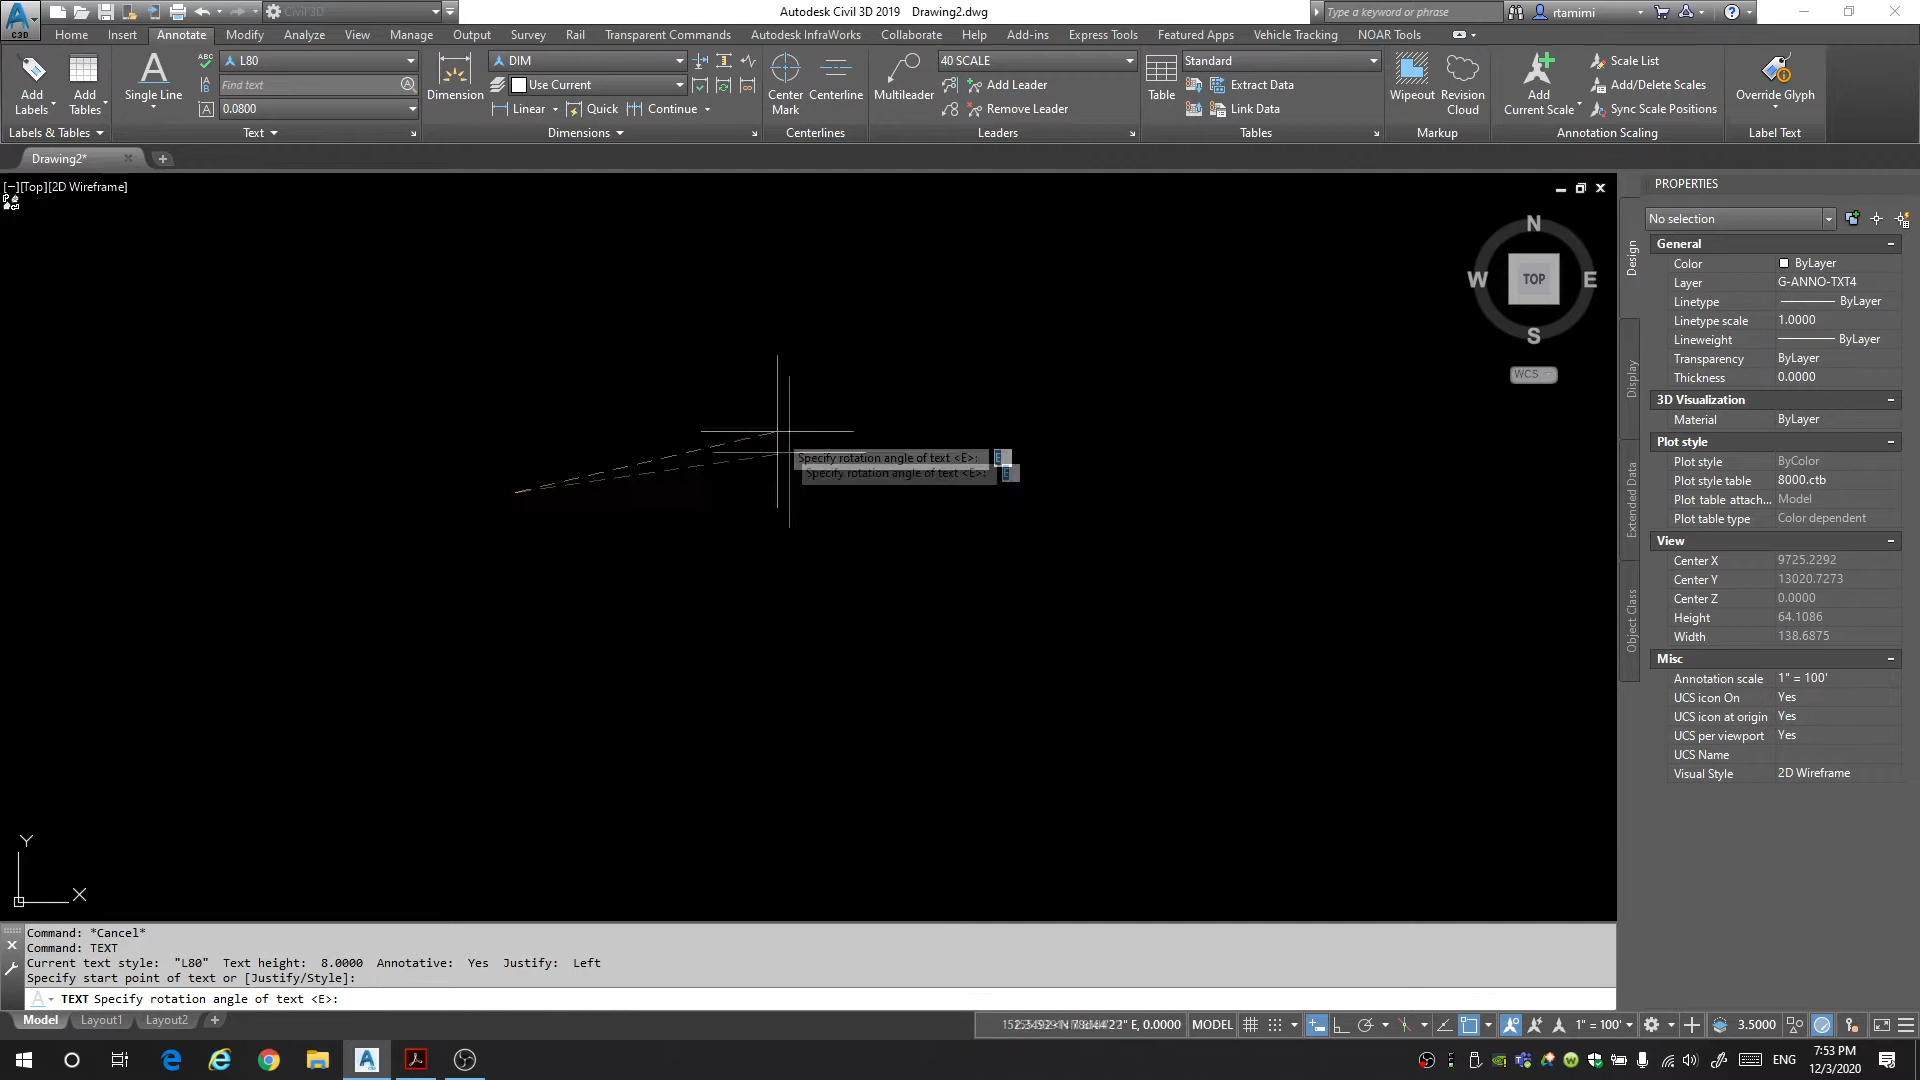 C3D
Civil 3D
Autodesk Civil 3D 2019 Drawing2.dwg
Type a keyword or phrase
rtamimi
Home Insert Annotate Modify Analyze View Manage Output Survey Rail Transparent Commands Autodesk InfraWorks Collaborate Help Add-ins Express Tools Featured Apps Vehicle Tracking NOAR Tools
Add Labels
Add Tables
Labels & Tables
Single Line
ABC
L80
Find text
0.0800
Text
Dimension
DIM
Use Current
Linear Quick Continue
Dimensions
Center Mark
Centerline
Centerlines
Multileader
40 SCALE
Add Leader
Remove Leader
Leaders
Table
Standard
Extract Data
Link Data
Tables
Wipeout
Revision Cloud
Markup
Add Current Scale
Scale List
Add/Delete Scales
Sync Scale Positions
Annotation Scaling
Override Glyph
Label Text
Drawing2*
[−][Top][2D Wireframe]
N
W TOP E
S
WCS
Specify rotation angle of text <E>: E
Specify rotation angle of text <E>: E
Y
X
PROPERTIES
No selection
Design
Display
Extended Data
Object Class
General
Color ByLayer
Layer G-ANNO-TXT4
Linetype ByLayer
Linetype scale 1.0000
Lineweight ByLayer
Transparency ByLayer
Thickness 0.0000
3D Visualization
Material ByLayer
Plot style
Plot style ByColor
Plot style table 8000.ctb
Plot table attach... Model
Plot table type Color dependent
View
Center X 9725.2292
Center Y 13020.7273
Center Z 0.0000
Height 64.1086
Width 138.6875
Misc
Annotation scale 1" = 100'
UCS icon On Yes
UCS icon at origin Yes
UCS per viewport Yes
UCS Name
Visual Style 2D Wireframe
Command: *Cancel*
Command: TEXT
Current text style: "L80" Text height: 8.0000 Annotative: Yes Justify: Left
Specify start point of text or [Justify/Style]:
TEXT Specify rotation angle of text <E>:
Model Layout1 Layout2
E, 0.0000 MODEL 1" = 100' 3.5000
ENG
7:53 PM
12/3/2020